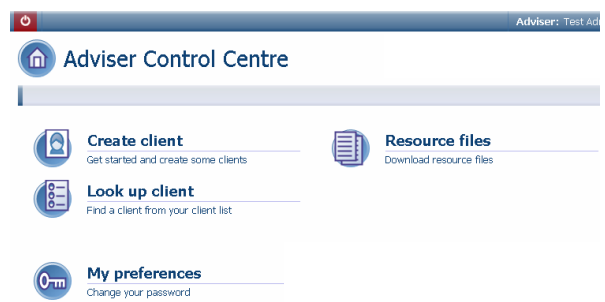 Adviser: Test Ad
Adviser Control Centre
Create client
Get started and create some clients
Resource files
Download resource files
Look up client
Find a client from your client list
My preferences
Change your password